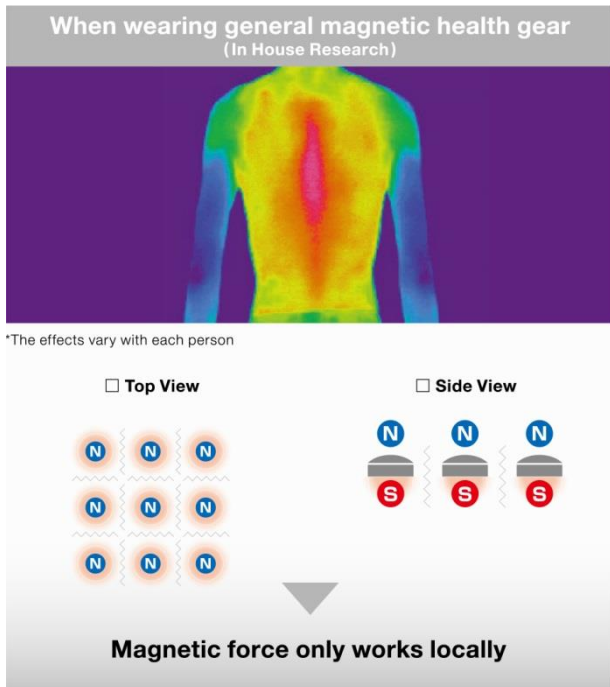 When wearing general magnetic health gear
(In House Research)
*The effects vary with each person
□ Top View
□ Side View
N N N
N N N
N N N
N N N
S S S
Magnetic force only works locally